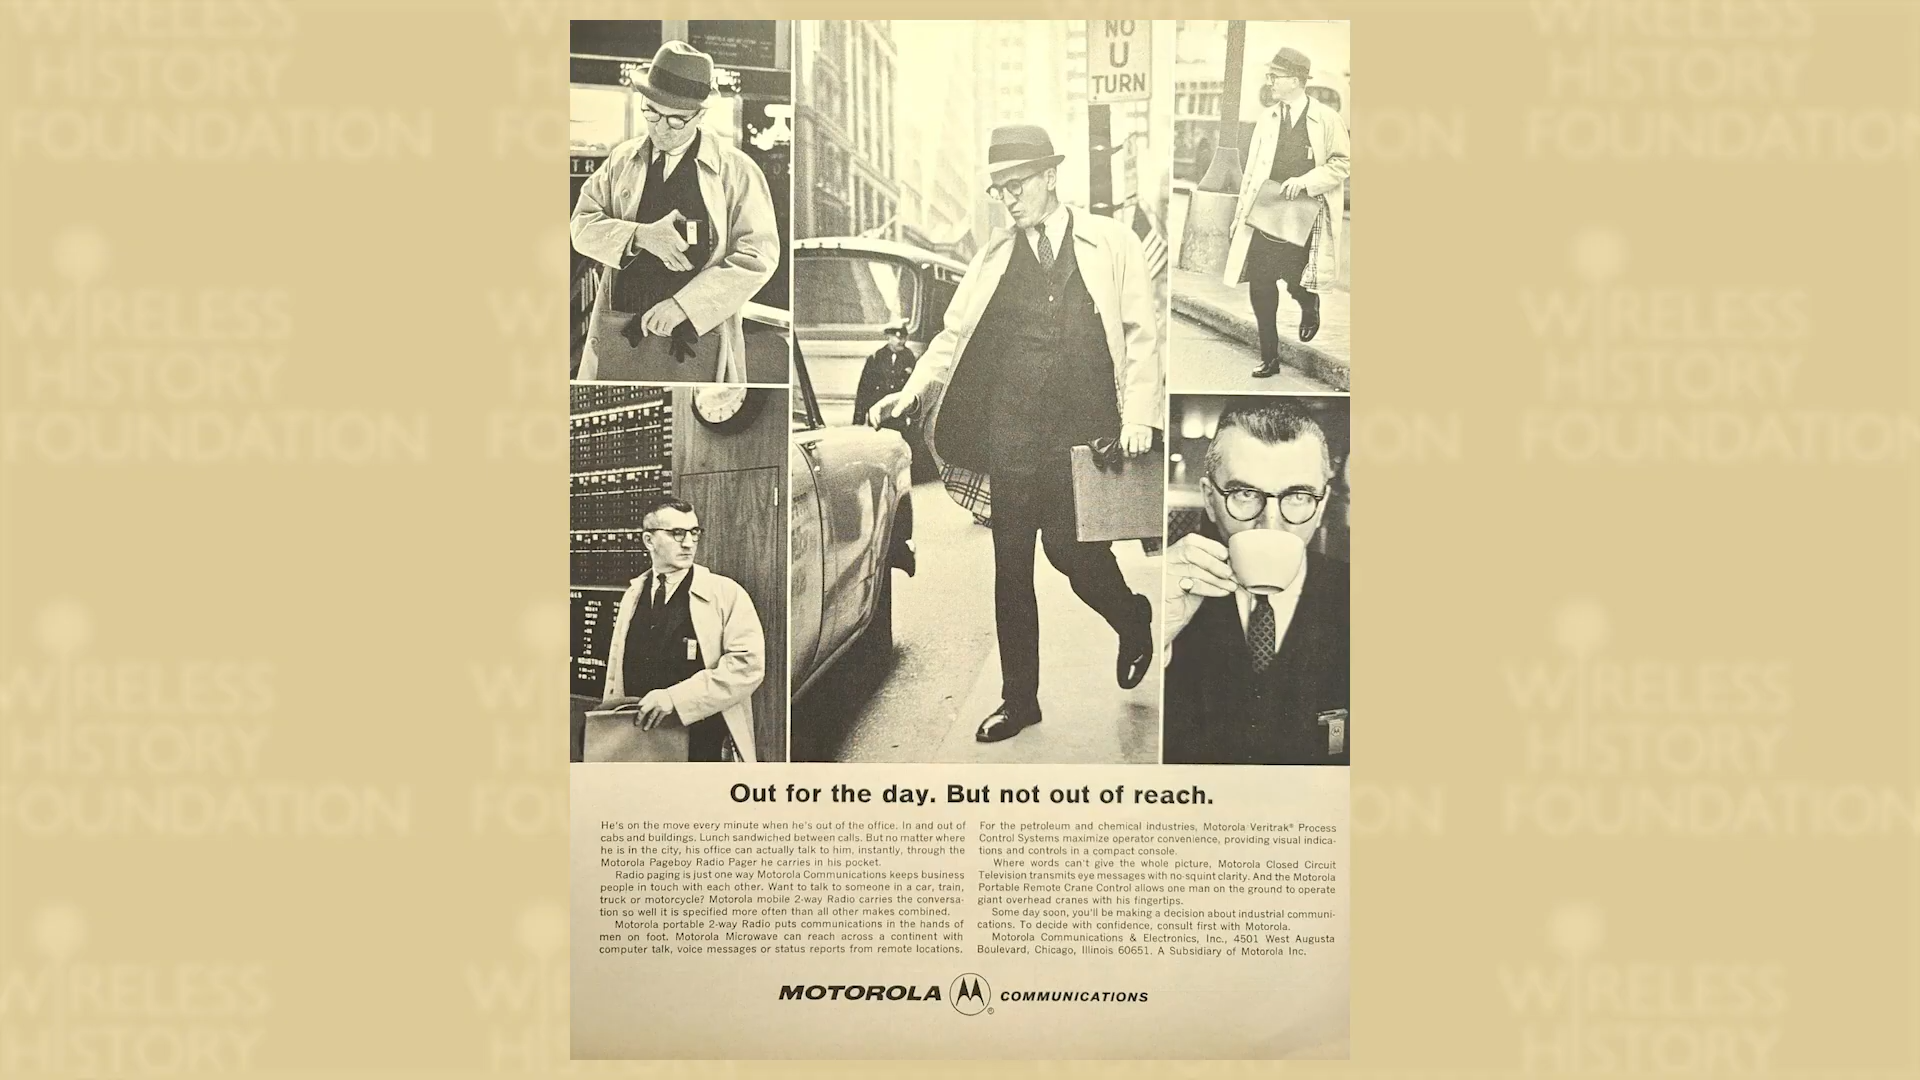 WIRELESS
HISTORY
FOUNDATION
NO
U
TURN
Out for the day. But not out of reach.
He's on the move every minute when he's out of the office. In and out of
cabs and buildings. Lunch sandwiched between calls. But no matter where
he is in the city, his office can actually talk to him, instantly, through the
Motorola Pageboy Radio Pager he carries in his pocket.
Radio paging is just one way Motorola Communications keeps business
people in touch with each other. Want to talk to someone in a car, train,
truck or motorcycle? Motorola mobile 2-way Radio carries the conversa-
tion so well it is specified more often than all other makes combined.
Motorola portable 2-way Radio puts communications in the hands of
men on foot. Motorola Microwave can reach across a continent with
computer talk, voice messages or status reports from remote locations.
For the petroleum and chemical industries, Motorola Veritrak® Process
Control Systems maximize operator convenience, providing visual indica-
tions and controls in a compact console.
Where words can't give the whole picture, Motorola Closed Circuit
Television transmits eye messages with no-squint clarity. And the Motorola
Portable Remote Crane Control allows one man on the ground to operate
giant overhead cranes with his fingertips.
Some day soon, you'll be making a decision about industrial communi-
cations. To decide with confidence, consult first with Motorola.
Motorola Communications & Electronics, Inc., 4501 West Augusta
Boulevard, Chicago, Illinois 60651. A Subsidiary of Motorola Inc.
MOTOROLA COMMUNICATIONS